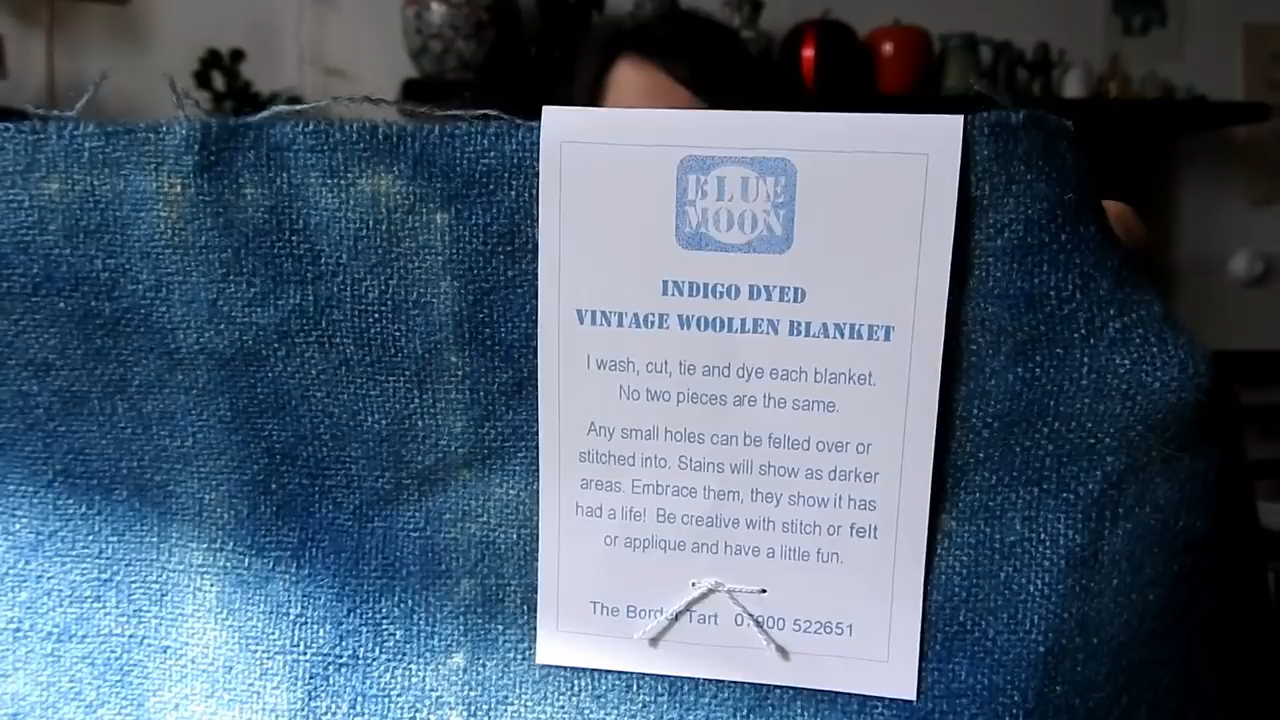 BLUE
MOON
INDIGO DYED
VINTAGE WOOLLEN BLANKET
I wash, cut, tie and dye each blanket.
No two pieces are the same.
Any small holes can be felted over or
stitched into. Stains will show as darker
areas. Embrace them, they show it has
had a life! Be creative with stitch or felt
or applique and have a little fun.
The Border Tart 07900 522651